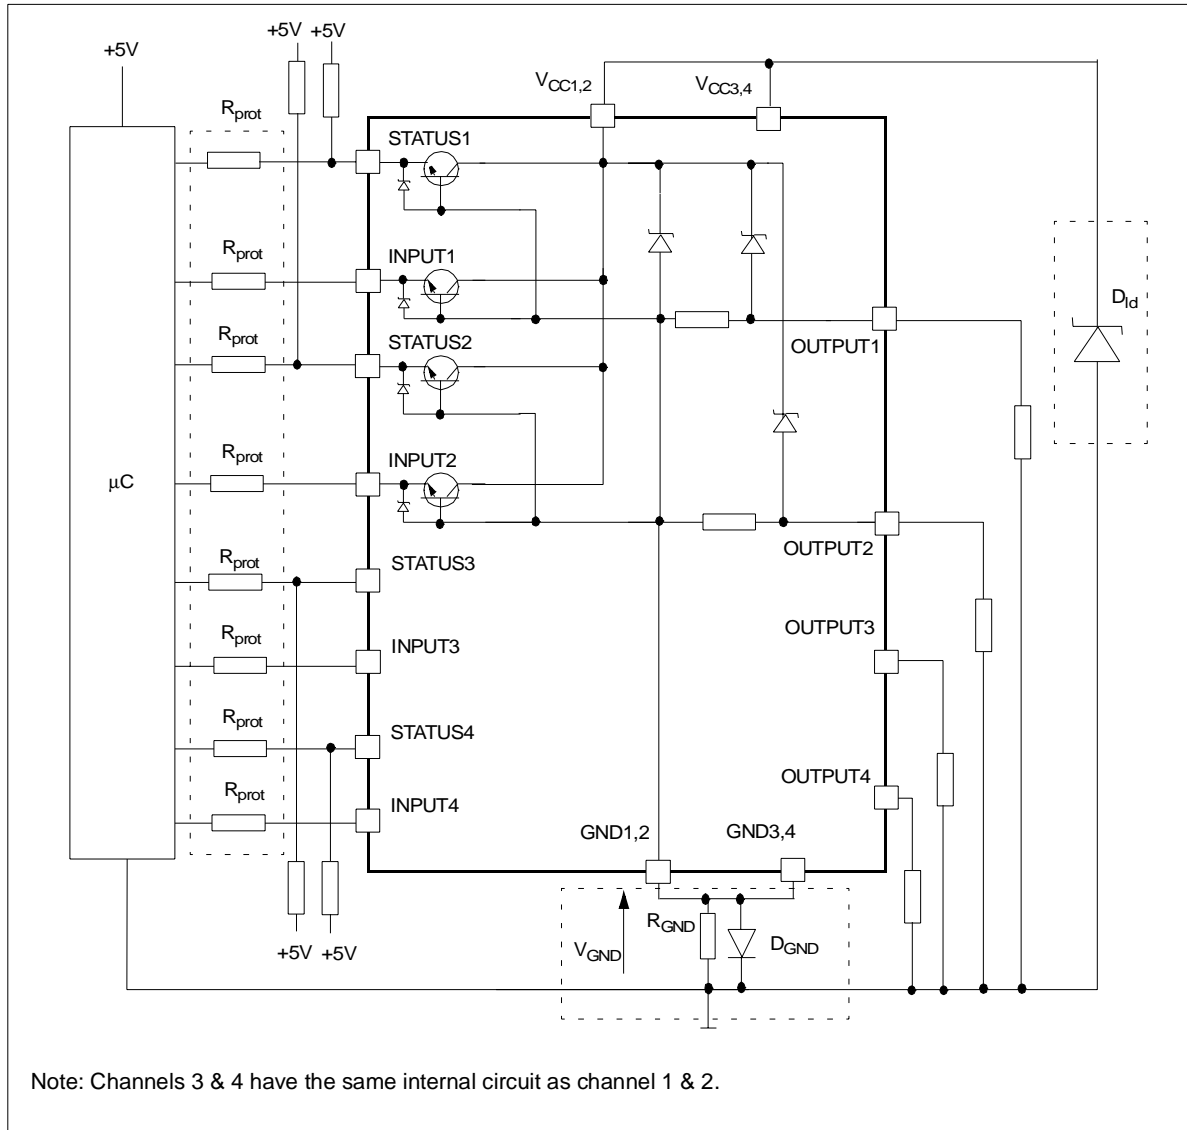 +5V +5V
+5V
V_CC1,2 V_CC3,4
R_prot
STATUS1
R_prot INPUT1
D_ld
R_prot STATUS2
OUTPUT1
R_prot INPUT2
μC
OUTPUT2
R_prot STATUS3
OUTPUT3
R_prot INPUT3
R_prot STATUS4
OUTPUT4
R_prot INPUT4
GND1,2 GND3,4
R_GND
V_GND D_GND
+5V +5V
Note: Channels 3 & 4 have the same internal circuit as channel 1 & 2.